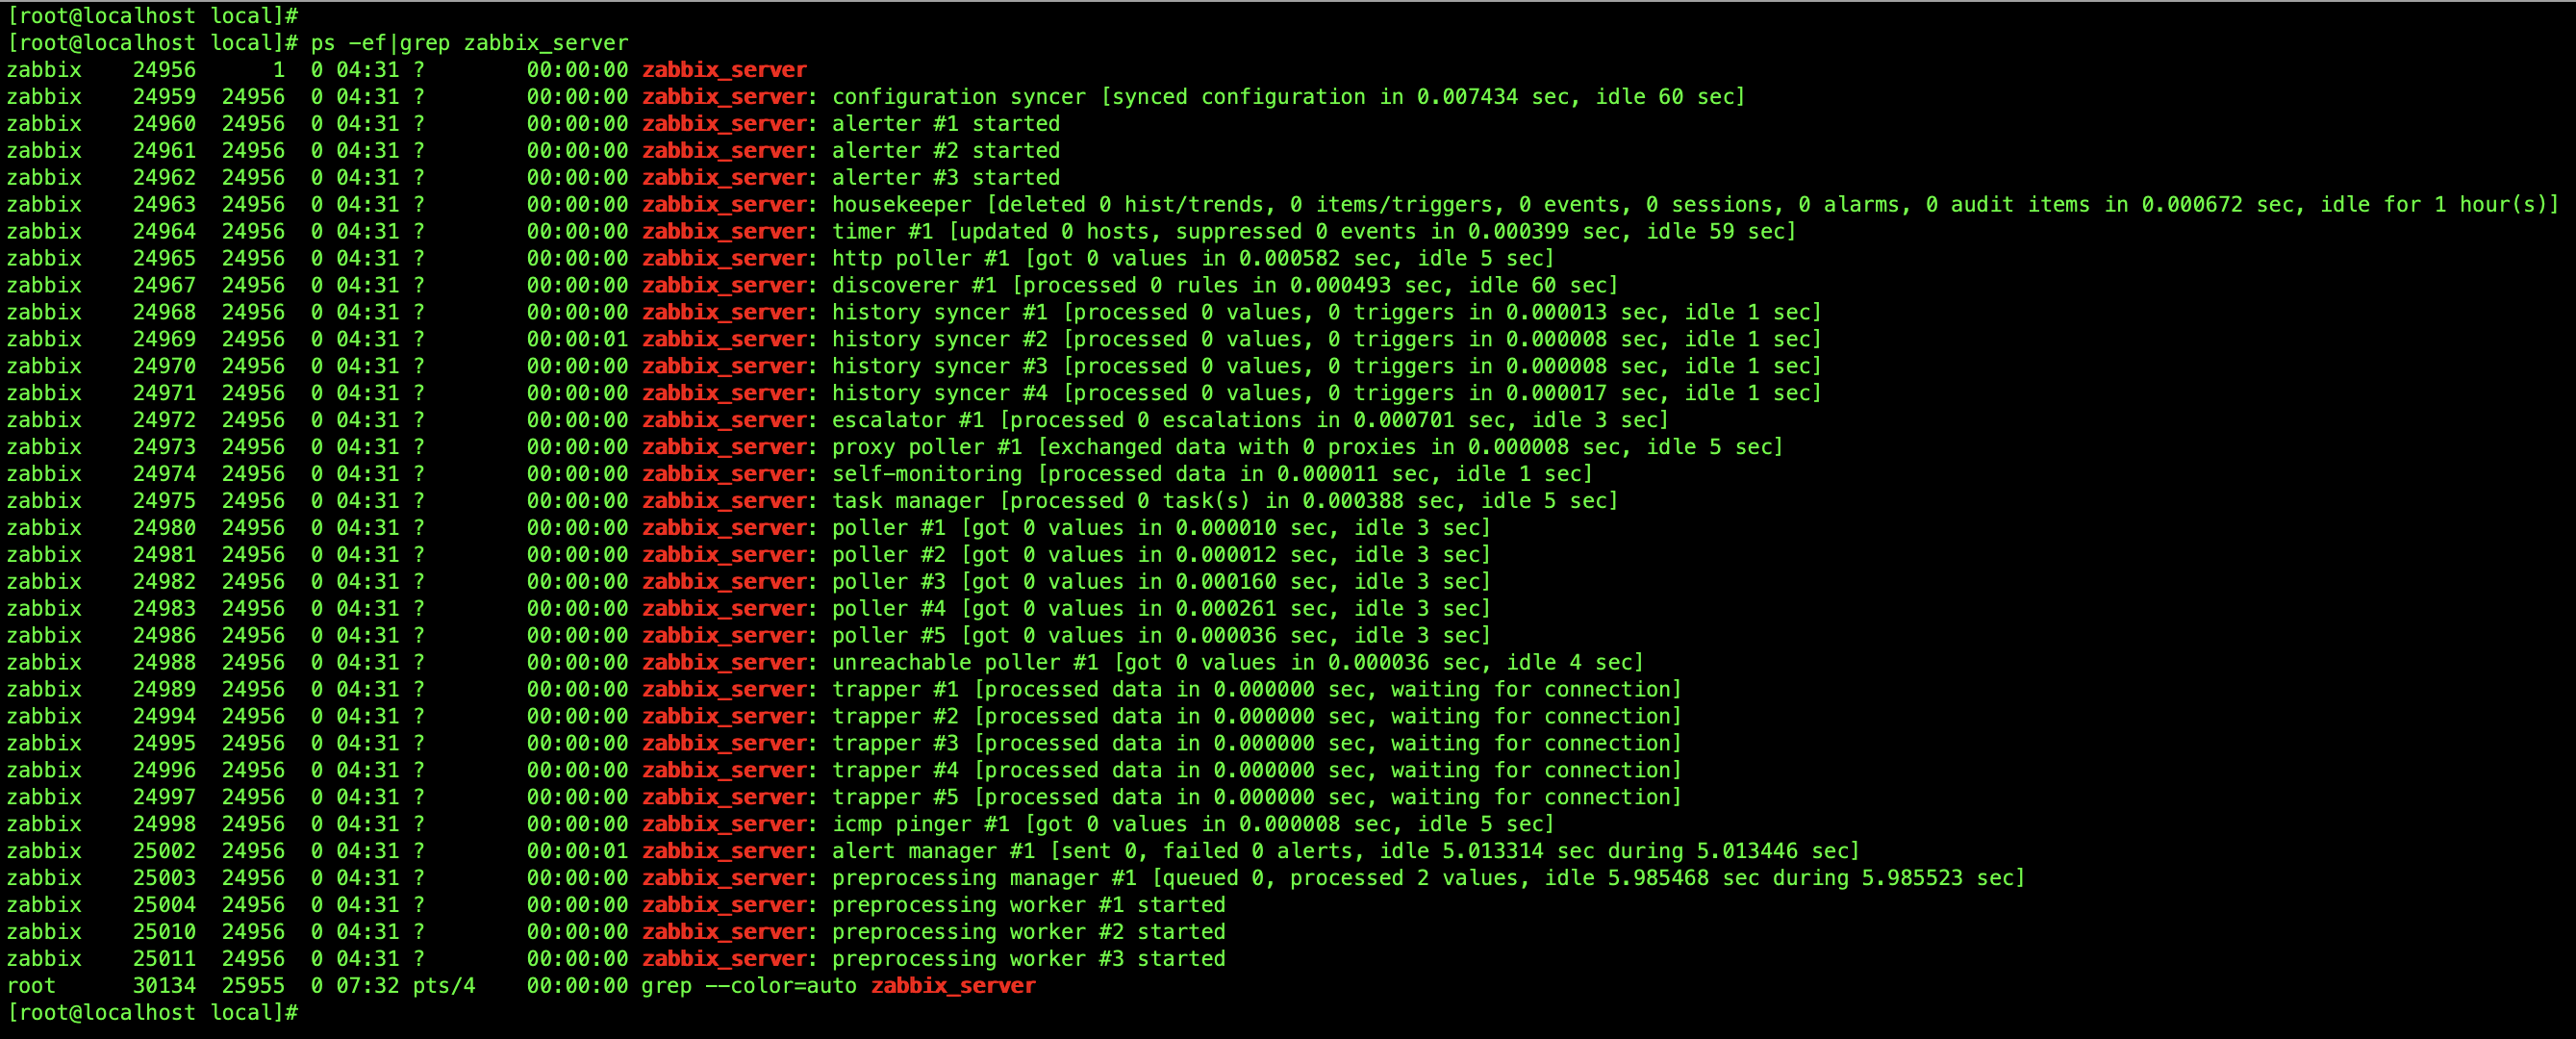 [root@localhost local]#
[root@localhost local]# ps -ef|grep zabbix_server
zabbix    24956      1  0 04:31 ?        00:00:00 zabbix_server
zabbix    24959  24956  0 04:31 ?        00:00:00 zabbix_server: configuration syncer [synced configuration in 0.007434 sec, idle 60 sec]
zabbix    24960  24956  0 04:31 ?        00:00:00 zabbix_server: alerter #1 started
zabbix    24961  24956  0 04:31 ?        00:00:00 zabbix_server: alerter #2 started
zabbix    24962  24956  0 04:31 ?        00:00:00 zabbix_server: alerter #3 started
zabbix    24963  24956  0 04:31 ?        00:00:00 zabbix_server: housekeeper [deleted 0 hist/trends, 0 items/triggers, 0 events, 0 sessions, 0 alarms, 0 audit items in 0.000672 sec, idle for 1 hour(s)]
zabbix    24964  24956  0 04:31 ?        00:00:00 zabbix_server: timer #1 [updated 0 hosts, suppressed 0 events in 0.000399 sec, idle 59 sec]
zabbix    24965  24956  0 04:31 ?        00:00:00 zabbix_server: http poller #1 [got 0 values in 0.000582 sec, idle 5 sec]
zabbix    24967  24956  0 04:31 ?        00:00:00 zabbix_server: discoverer #1 [processed 0 rules in 0.000493 sec, idle 60 sec]
zabbix    24968  24956  0 04:31 ?        00:00:00 zabbix_server: history syncer #1 [processed 0 values, 0 triggers in 0.000013 sec, idle 1 sec]
zabbix    24969  24956  0 04:31 ?        00:00:01 zabbix_server: history syncer #2 [processed 0 values, 0 triggers in 0.000008 sec, idle 1 sec]
zabbix    24970  24956  0 04:31 ?        00:00:00 zabbix_server: history syncer #3 [processed 0 values, 0 triggers in 0.000008 sec, idle 1 sec]
zabbix    24971  24956  0 04:31 ?        00:00:00 zabbix_server: history syncer #4 [processed 0 values, 0 triggers in 0.000017 sec, idle 1 sec]
zabbix    24972  24956  0 04:31 ?        00:00:00 zabbix_server: escalator #1 [processed 0 escalations in 0.000701 sec, idle 3 sec]
zabbix    24973  24956  0 04:31 ?        00:00:00 zabbix_server: proxy poller #1 [exchanged data with 0 proxies in 0.000008 sec, idle 5 sec]
zabbix    24974  24956  0 04:31 ?        00:00:00 zabbix_server: self-monitoring [processed data in 0.000011 sec, idle 1 sec]
zabbix    24975  24956  0 04:31 ?        00:00:00 zabbix_server: task manager [processed 0 task(s) in 0.000388 sec, idle 5 sec]
zabbix    24980  24956  0 04:31 ?        00:00:00 zabbix_server: poller #1 [got 0 values in 0.000010 sec, idle 3 sec]
zabbix    24981  24956  0 04:31 ?        00:00:00 zabbix_server: poller #2 [got 0 values in 0.000012 sec, idle 3 sec]
zabbix    24982  24956  0 04:31 ?        00:00:00 zabbix_server: poller #3 [got 0 values in 0.000160 sec, idle 3 sec]
zabbix    24983  24956  0 04:31 ?        00:00:00 zabbix_server: poller #4 [got 0 values in 0.000261 sec, idle 3 sec]
zabbix    24986  24956  0 04:31 ?        00:00:00 zabbix_server: poller #5 [got 0 values in 0.000036 sec, idle 3 sec]
zabbix    24988  24956  0 04:31 ?        00:00:00 zabbix_server: unreachable poller #1 [got 0 values in 0.000036 sec, idle 4 sec]
zabbix    24989  24956  0 04:31 ?        00:00:00 zabbix_server: trapper #1 [processed data in 0.000000 sec, waiting for connection]
zabbix    24994  24956  0 04:31 ?        00:00:00 zabbix_server: trapper #2 [processed data in 0.000000 sec, waiting for connection]
zabbix    24995  24956  0 04:31 ?        00:00:00 zabbix_server: trapper #3 [processed data in 0.000000 sec, waiting for connection]
zabbix    24996  24956  0 04:31 ?        00:00:00 zabbix_server: trapper #4 [processed data in 0.000000 sec, waiting for connection]
zabbix    24997  24956  0 04:31 ?        00:00:00 zabbix_server: trapper #5 [processed data in 0.000000 sec, waiting for connection]
zabbix    24998  24956  0 04:31 ?        00:00:00 zabbix_server: icmp pinger #1 [got 0 values in 0.000008 sec, idle 5 sec]
zabbix    25002  24956  0 04:31 ?        00:00:01 zabbix_server: alert manager #1 [sent 0, failed 0 alerts, idle 5.013314 sec during 5.013446 sec]
zabbix    25003  24956  0 04:31 ?        00:00:00 zabbix_server: preprocessing manager #1 [queued 0, processed 2 values, idle 5.985468 sec during 5.985523 sec]
zabbix    25004  24956  0 04:31 ?        00:00:00 zabbix_server: preprocessing worker #1 started
zabbix    25010  24956  0 04:31 ?        00:00:00 zabbix_server: preprocessing worker #2 started
zabbix    25011  24956  0 04:31 ?        00:00:00 zabbix_server: preprocessing worker #3 started
root      30134  25955  0 07:32 pts/4    00:00:00 grep --color=auto zabbix_server
[root@localhost local]#